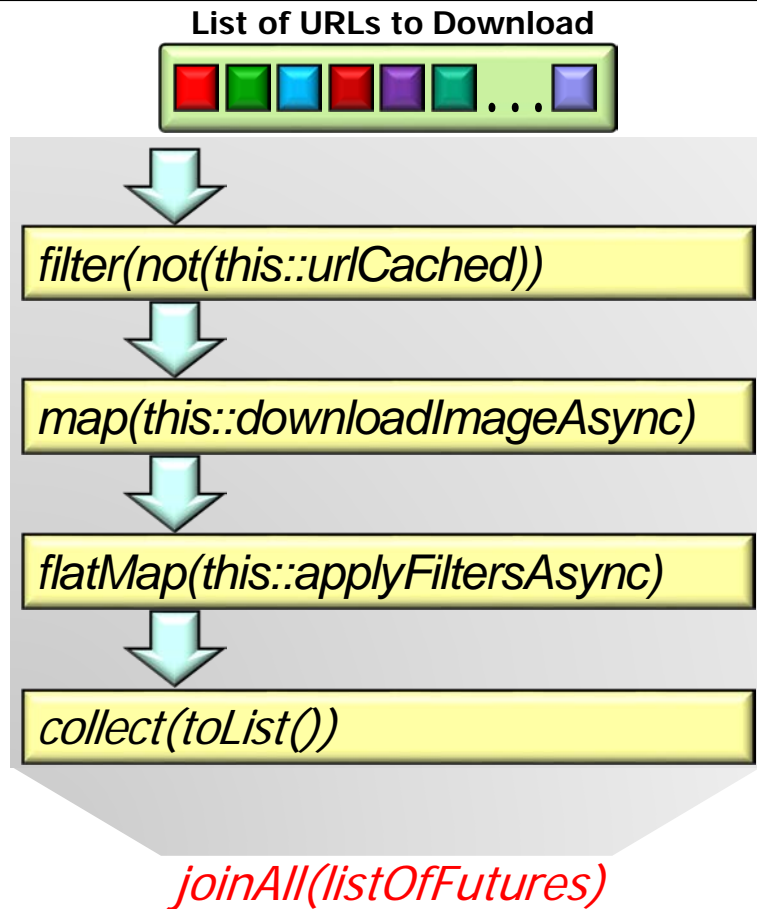 List of URLs to Download
...
filter(not(this::urlCached))
map(this::downloadImageAsync)
flatMap(this::applyFiltersAsync)
collect(toList())
joinAll(listOfFutures)